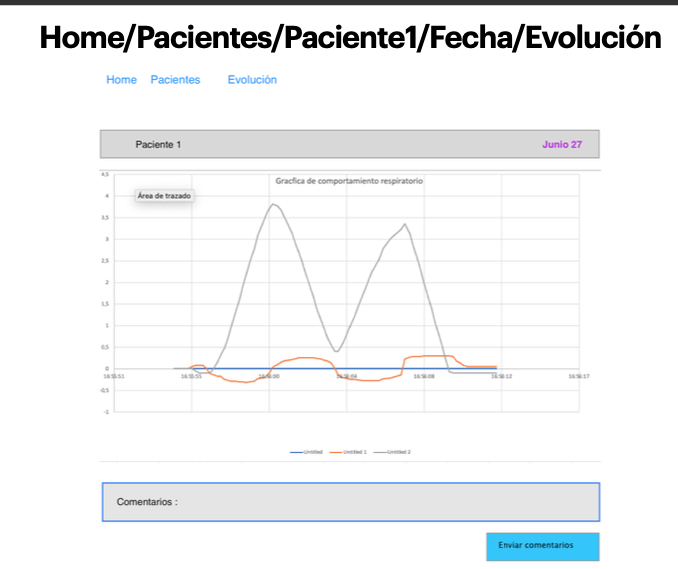 Home/Pacientes/Paciente1/Fecha/Evolución
Home Pacientes Evolución
Paciente 1 Junio 27
Gracfica de comportamiento respiratorio
Área de trazado
4,5
4
3,5
3
2,5
2
1,5
1
0,5
0
-0,5
-1
16:55:51 16:55:55 16:56:00 16:56:04 16:56:08 16:56:12 16:56:17
Untitled Untitled 1 Untitled 2
Comentarios :
Enviar comentarios